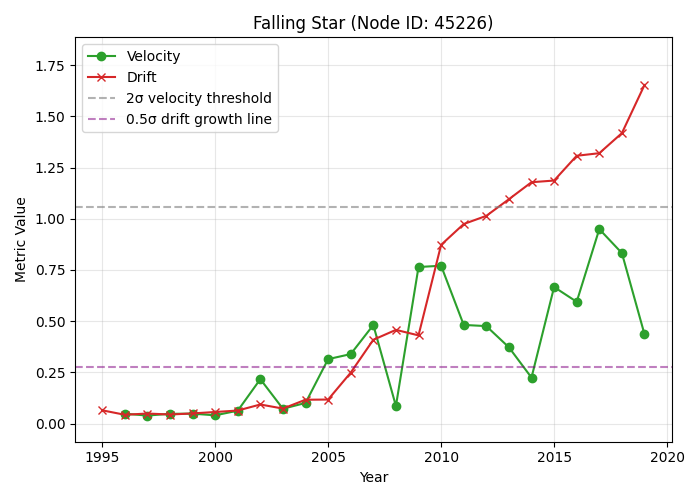 Falling Star (Node ID: 45226)
Velocity
Drift
2σ velocity threshold
0.5σ drift growth line
Metric Value
1.75
1.50
1.25
1.00
0.75
0.50
0.25
0.00
1995 2000 2005 2010 2015 2020
Year